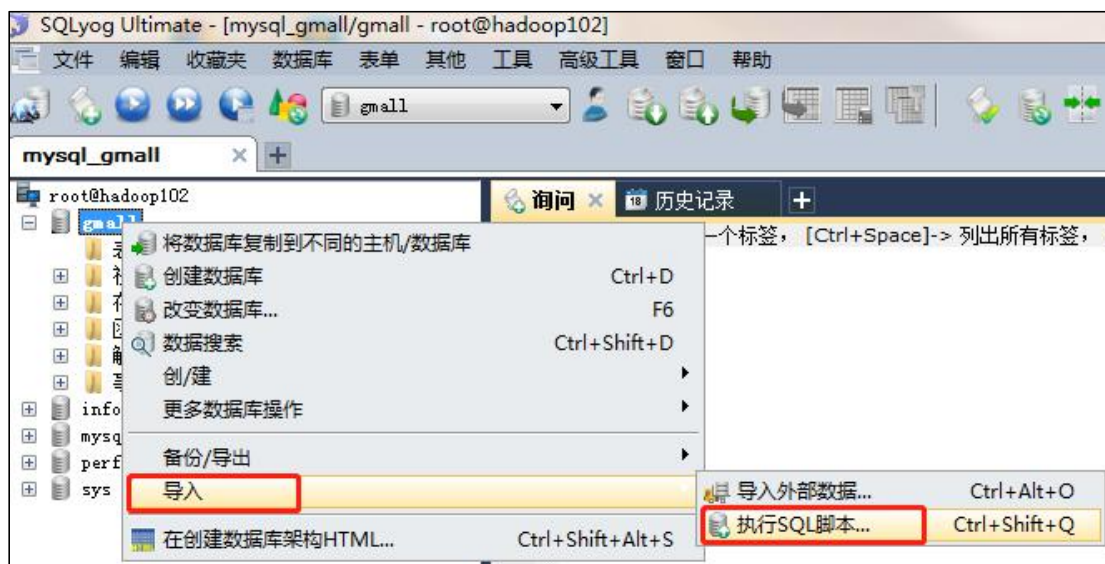 SQLyog Ultimate - [mysql_gmall/gmall - root@hadoop102]
文件 编辑 收藏夹 数据库 表单 其他 工具 高级工具 窗口 帮助
gmall
mysql_gmall
root@hadoop102
询问 历史记录
gmall
一个标签, [Ctrl+Space]-> 列出所有标签,
将数据库复制到不同的主机/数据库
创建数据库 Ctrl+D
改变数据库... F6
数据搜索 Ctrl+Shift+D
创/建
更多数据库操作
info
mysq
perf
sys
备份/导出
导入
导入外部数据... Ctrl+Alt+O
执行SQL脚本... Ctrl+Shift+Q
在创建数据库架构HTML... Ctrl+Shift+Alt+S